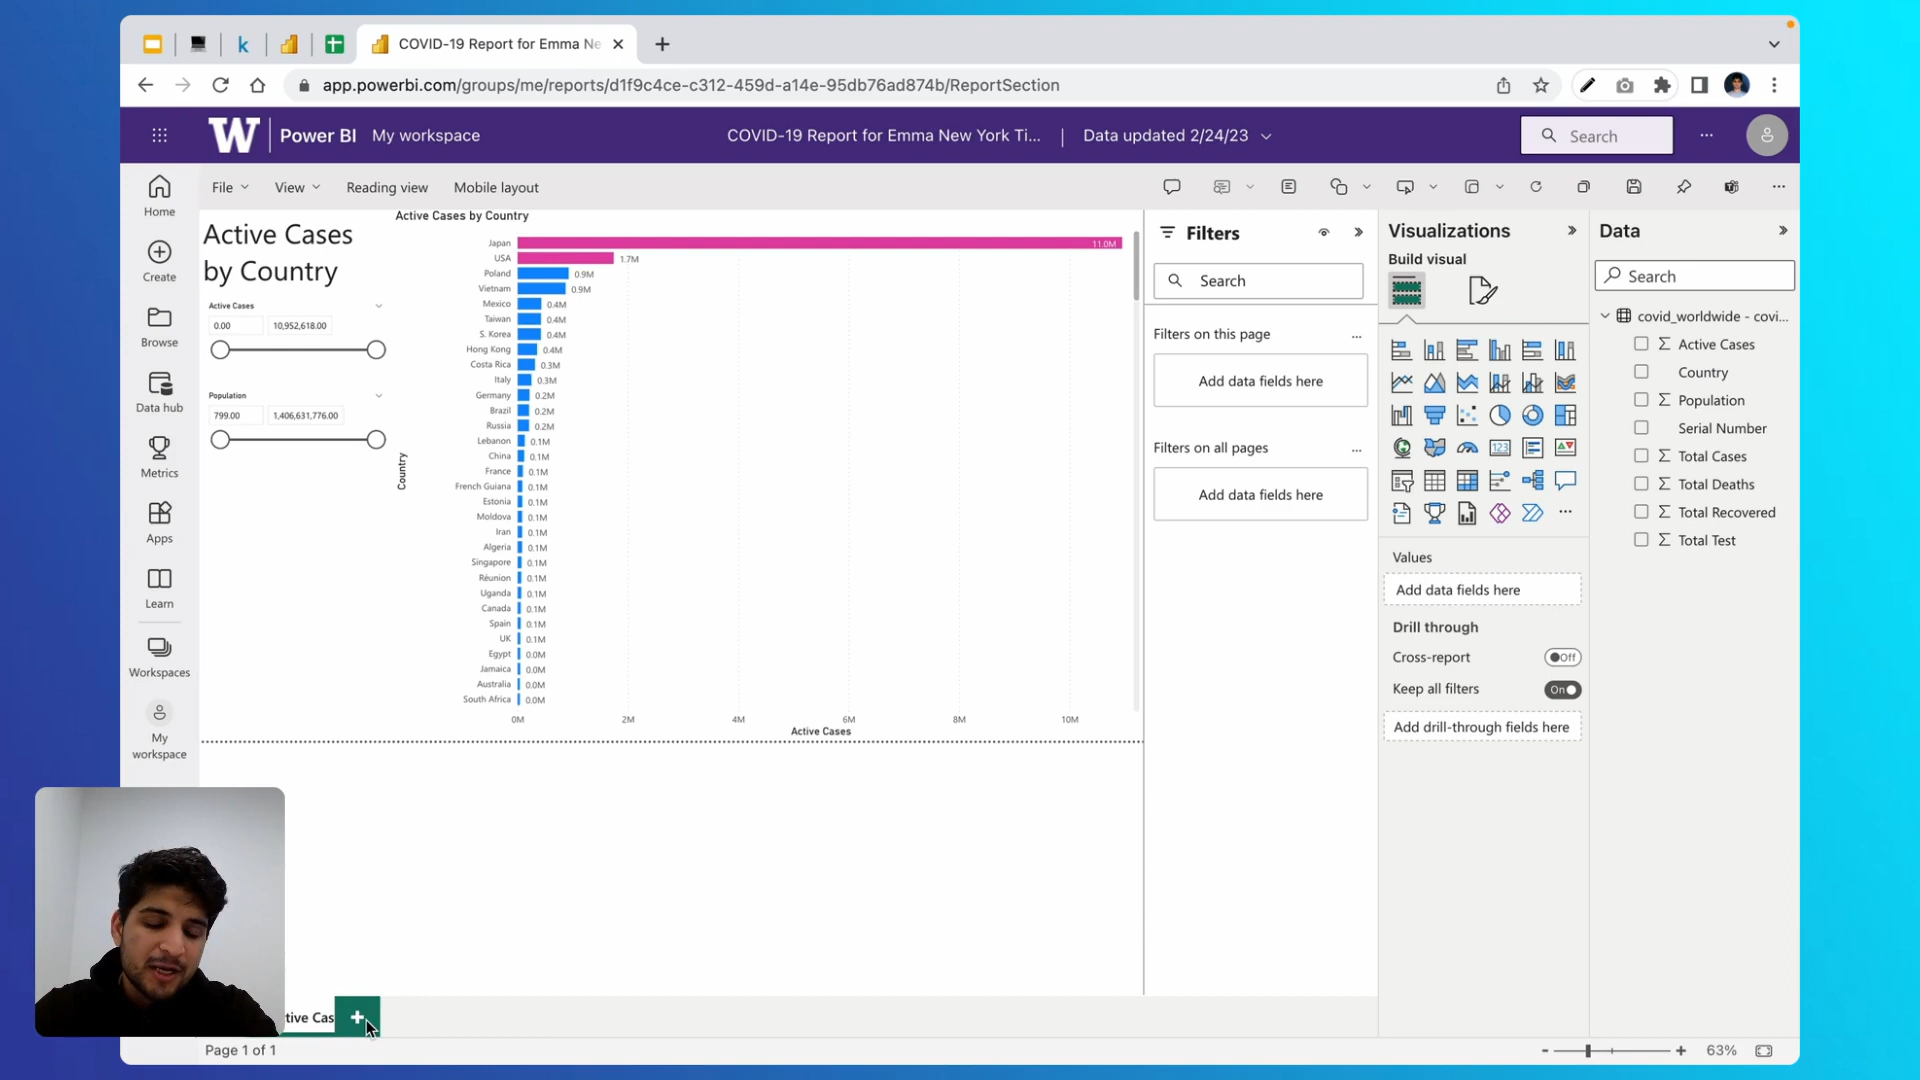 k
COVID-19 Report for Emma Ne
app.powerbi.com/groups/me/reports/d1f9c4ce-c312-459d-a14e-95db76ad874b/ReportSection
W Power BI My workspace
COVID-19 Report for Emma New York Ti... | Data updated 2/24/23
Search
File View Reading view Mobile layout
Home
Create
Browse
Data hub
Metrics
Apps
Learn
Workspaces
My
workspace
Active Cases
by Country
Active Cases
0.00 10,952,618.00
Population
799.00 1,406,631,776.00
Active Cases by Country
Country
Japan 11.0M
USA 1.7M
Poland 0.9M
Vietnam 0.9M
Mexico 0.4M
Taiwan 0.4M
S. Korea 0.4M
Hong Kong 0.4M
Costa Rica 0.3M
Italy 0.3M
Germany 0.2M
Brazil 0.2M
Russia 0.2M
Lebanon 0.1M
China 0.1M
France 0.1M
French Guiana 0.1M
Estonia 0.1M
Moldova 0.1M
Iran 0.1M
Algeria 0.1M
Singapore 0.1M
Réunion 0.1M
Uganda 0.1M
Canada 0.1M
Spain 0.1M
UK 0.1M
Egypt 0.0M
Jamaica 0.0M
Australia 0.0M
South Africa 0.0M
0M 2M 4M 6M 8M 10M
Active Cases
Filters
Search
Filters on this page ...
Add data fields here
Filters on all pages ...
Add data fields here
Visualizations
Build visual
123
...
Values
Add data fields here
Drill through
Cross-report Off
Keep all filters On
Add drill-through fields here
Data
Search
covid_worldwide - covi...
Σ Active Cases
Country
Σ Population
Serial Number
Σ Total Cases
Σ Total Deaths
Σ Total Recovered
Σ Total Test
tive Cas
Page 1 of 1
63%